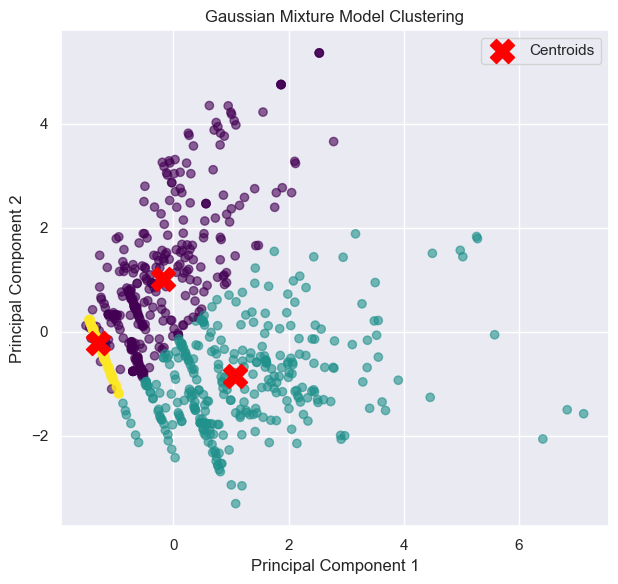 Gaussian Mixture Model Clustering
Centroids
Principal Component 2
4
2
0
−2
0
2
4
6
Principal Component 1